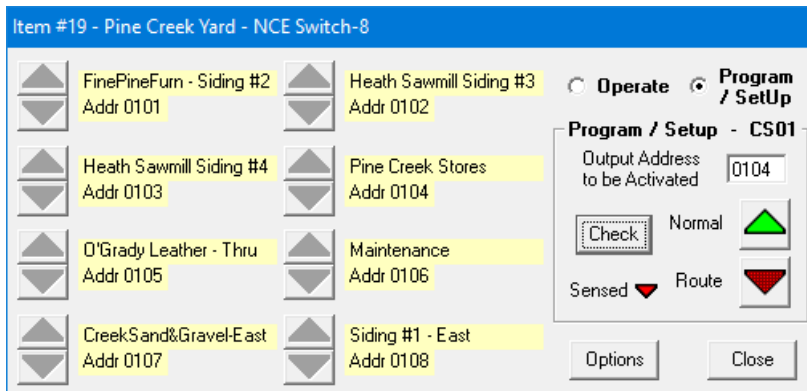 Item #19 - Pine Creek Yard - NCE Switch-8
FinePineFurn - Siding #2
Addr 0101
Heath Sawmill Siding #3
Addr 0102
Heath Sawmill Siding #4
Addr 0103
Pine Creek Stores
Addr 0104
O'Grady Leather - Thru
Addr 0105
Maintenance
Addr 0106
CreekSand&Gravel-East
Addr 0107
Siding #1 - East
Addr 0108
Operate
Program
/ SetUp
Program / Setup - CS01
Output Address
to be Activated
0104
Check
Normal
Sensed
Route
Options
Close